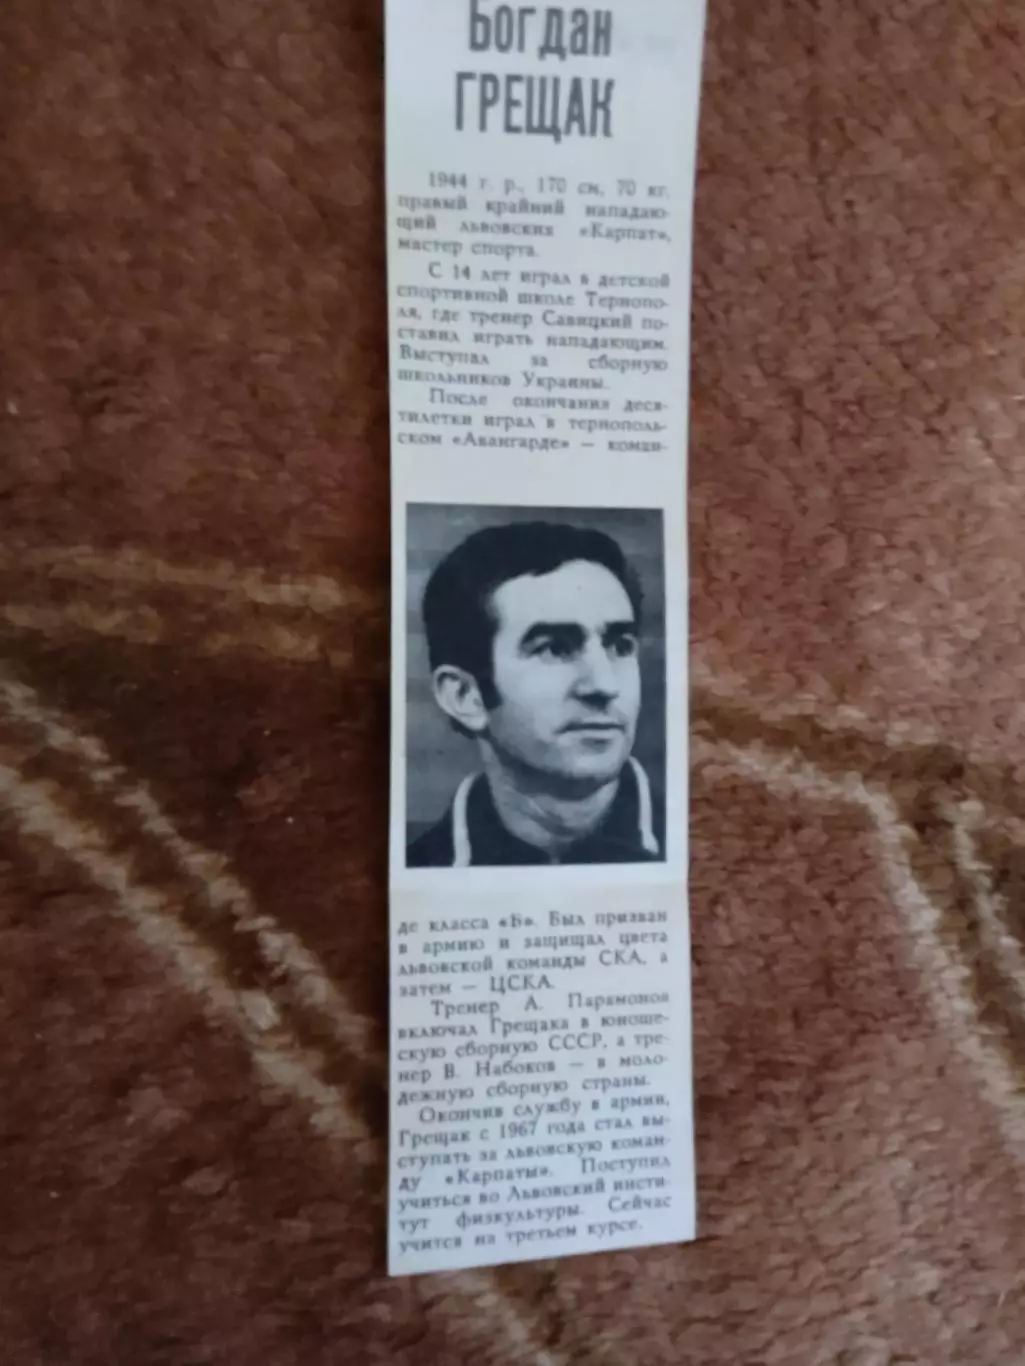 Богдан
ГРЕЩАК
1944 г. р., 170 см, 70 кг,
правый крайний нападаю-
щий львовских «Карпат»,
мастер спорта.
С 14 лет играл в детской
спортивной школе Тернопо-
ля, где тренер Савицкий по-
ставил играть нападающим.
Выступал за сборную
школьников Украины.
После окончания деся-
тилетки играл в тернополь-
ском «Авангарде» — коман-
де класса «Б». Был призван
в армию и защищал цвета
львовской команды СКА, а
затем — ЦСКА.
Тренер А. Парамонов
включал Грещака в юноше-
скую сборную СССР, а тре-
нер В. Набоков — в моло-
дежную сборную страны.
Окончив службу в армии,
Грещак с 1967 года стал вы-
ступать за львовскую коман-
ду «Карпаты». Поступил
учиться во Львовский инсти-
тут физкультуры. Сейчас
учится на третьем курсе.